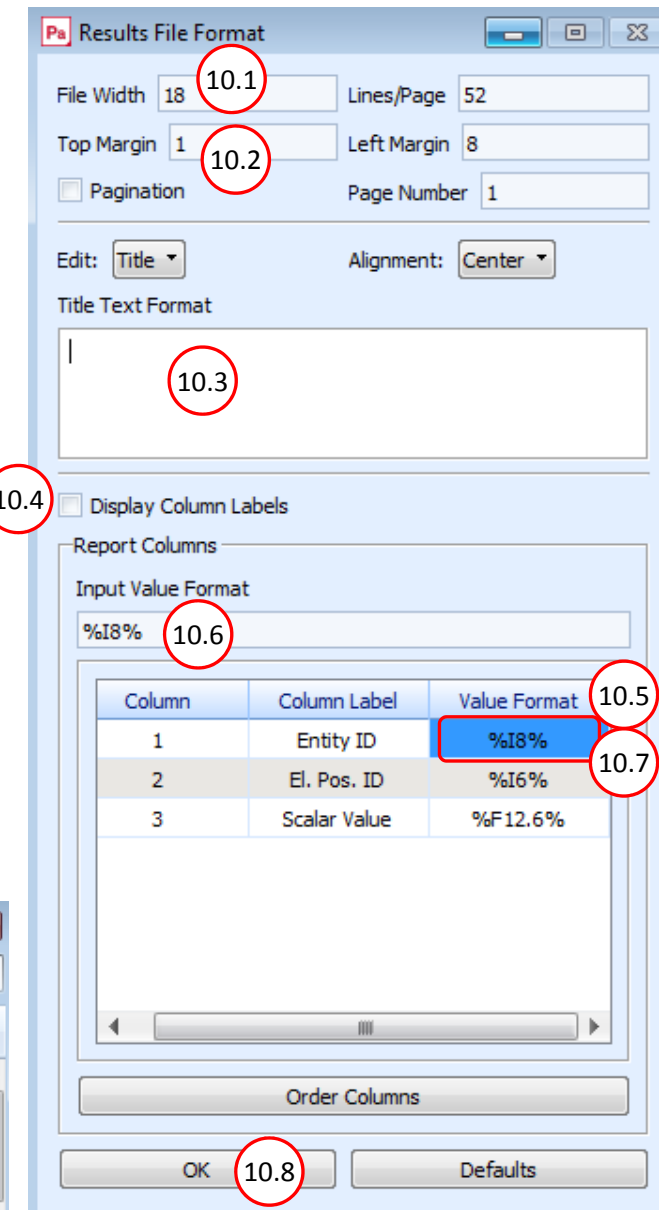 Pa Results File Format
File Width 18 10.1 Lines/Page 52
Top Margin 1 10.2 Left Margin 8
Pagination Page Number 1
Edit: Title Alignment: Center
Title Text Format
10.3
10.4 Display Column Labels
Report Columns
Input Value Format
%I8% 10.6
Column Column Label Value Format 10.5
1 Entity ID %I8%
10.7
2 El. Pos. ID %I6%
3 Scalar Value %F12.6%
Order Columns
OK 10.8 Defaults